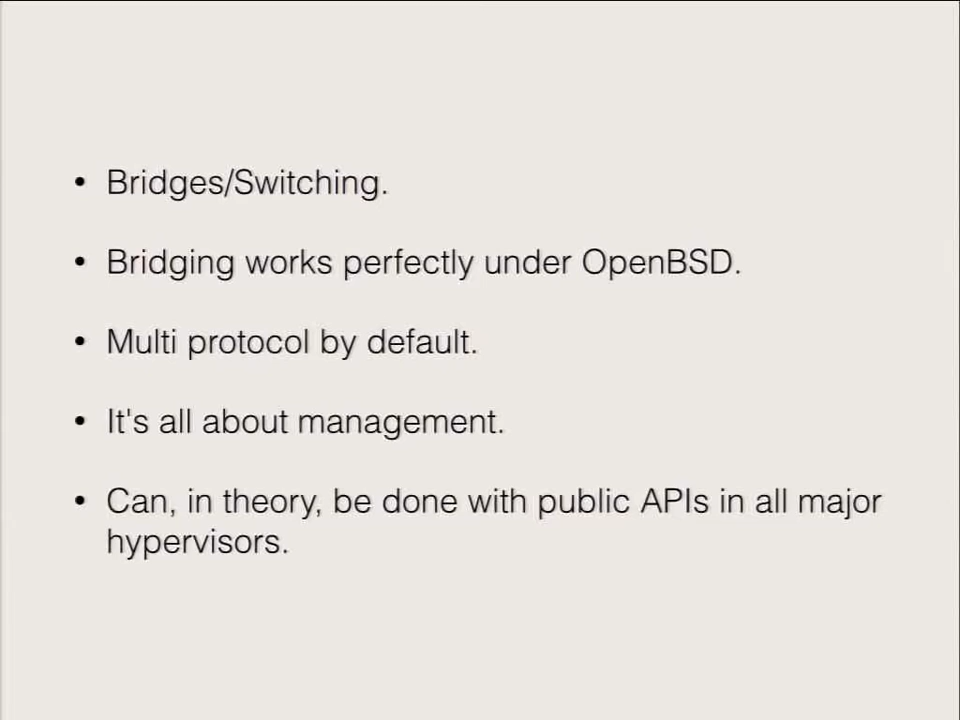 • Bridges/Switching.
• Bridging works perfectly under OpenBSD.
• Multi protocol by default.
• It's all about management.
• Can, in theory, be done with public APIs in all major
hypervisors.